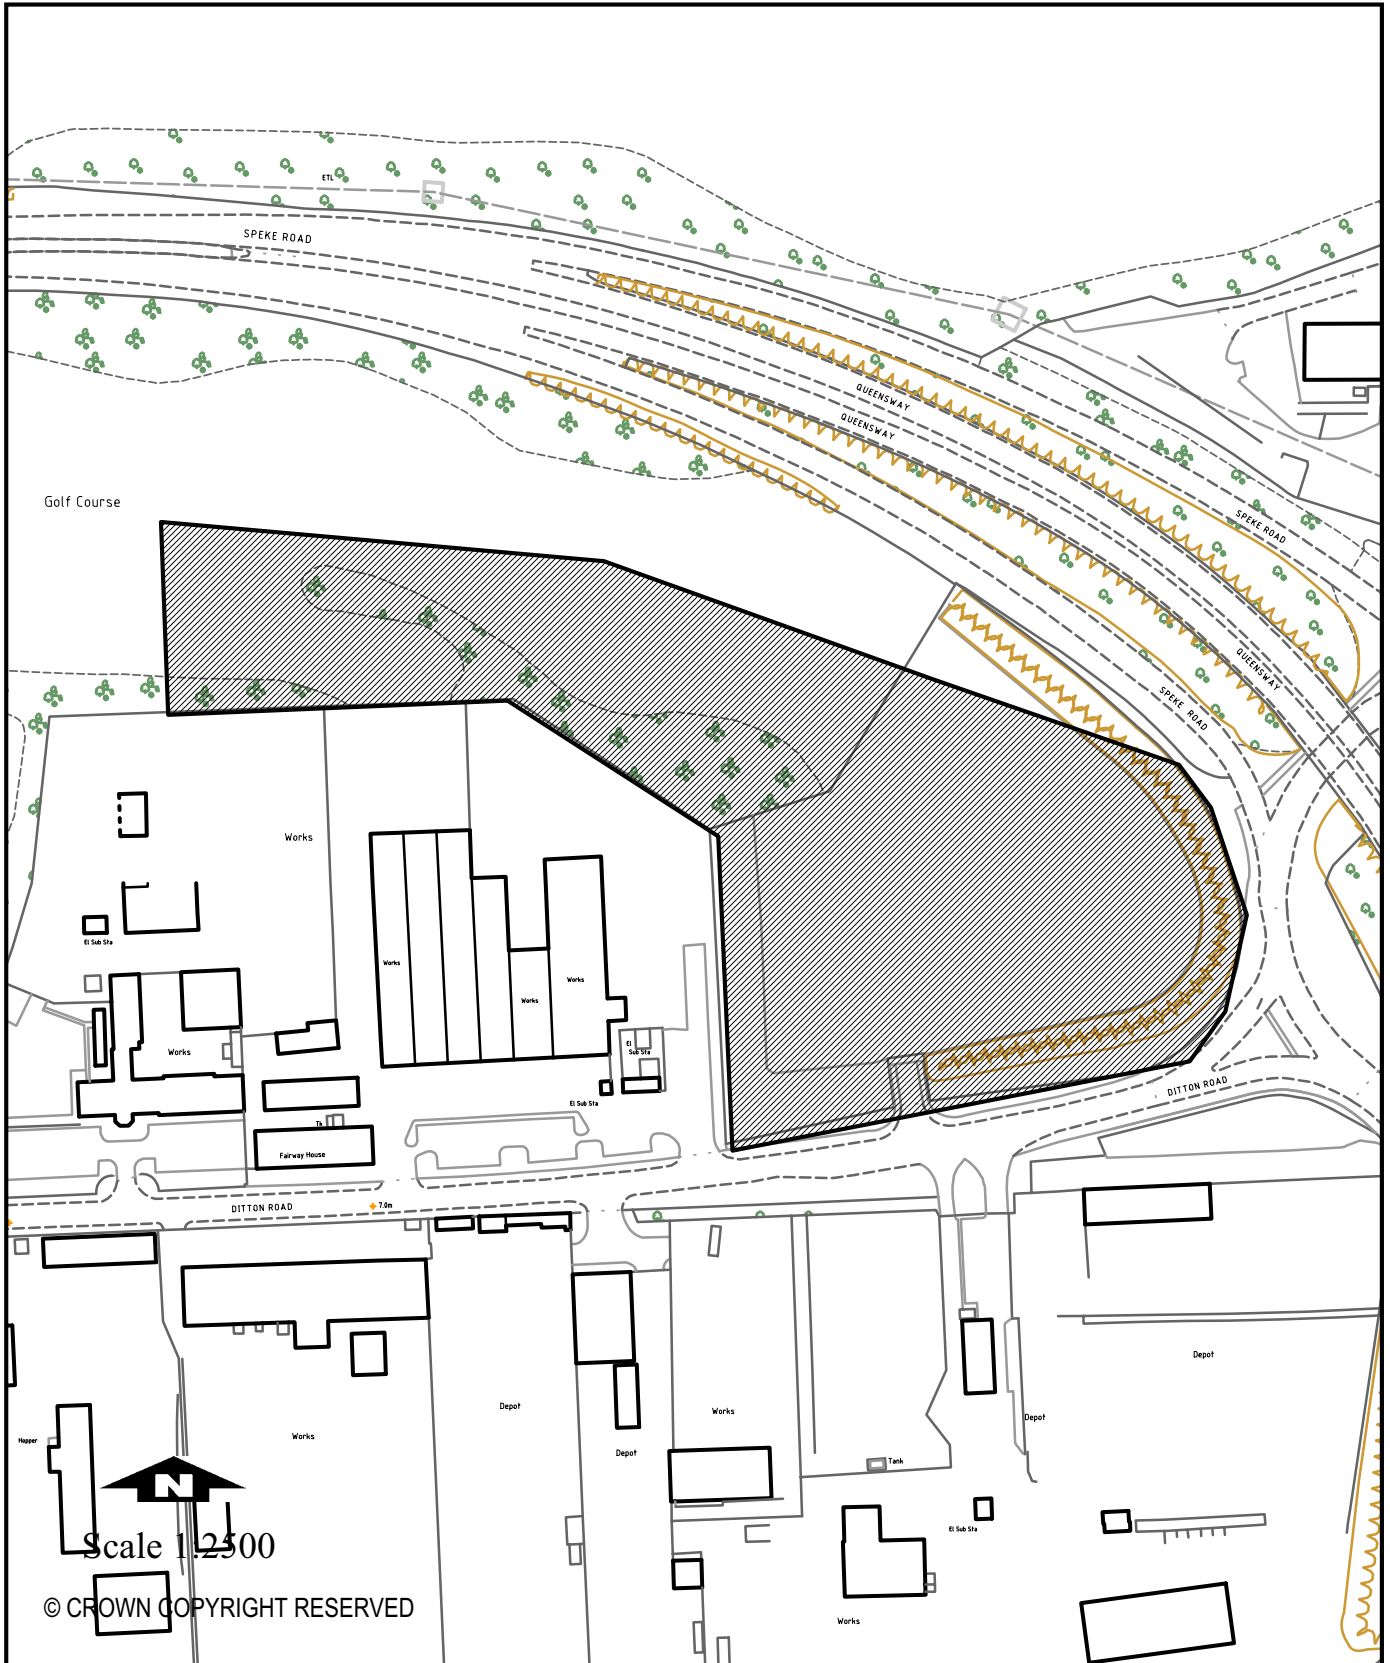 ETL
SPEKE ROAD
QUEENSWAY
QUEENSWAY
Golf Course
SPEKE ROAD
QUEENSWAY
SPEKE ROAD
Works
El Sub Sta
Works
Works
Works
Works
El
Sub Sta
El Sub Sta
DITTON ROAD
Tk
Fairway House
DITTON ROAD
7.0m
Depot
Depot
Works
Depot
Hopper
Works
Depot
Tank
N
El Sub Sta
Scale 1:2500
© CROWN COPYRIGHT RESERVED
Works